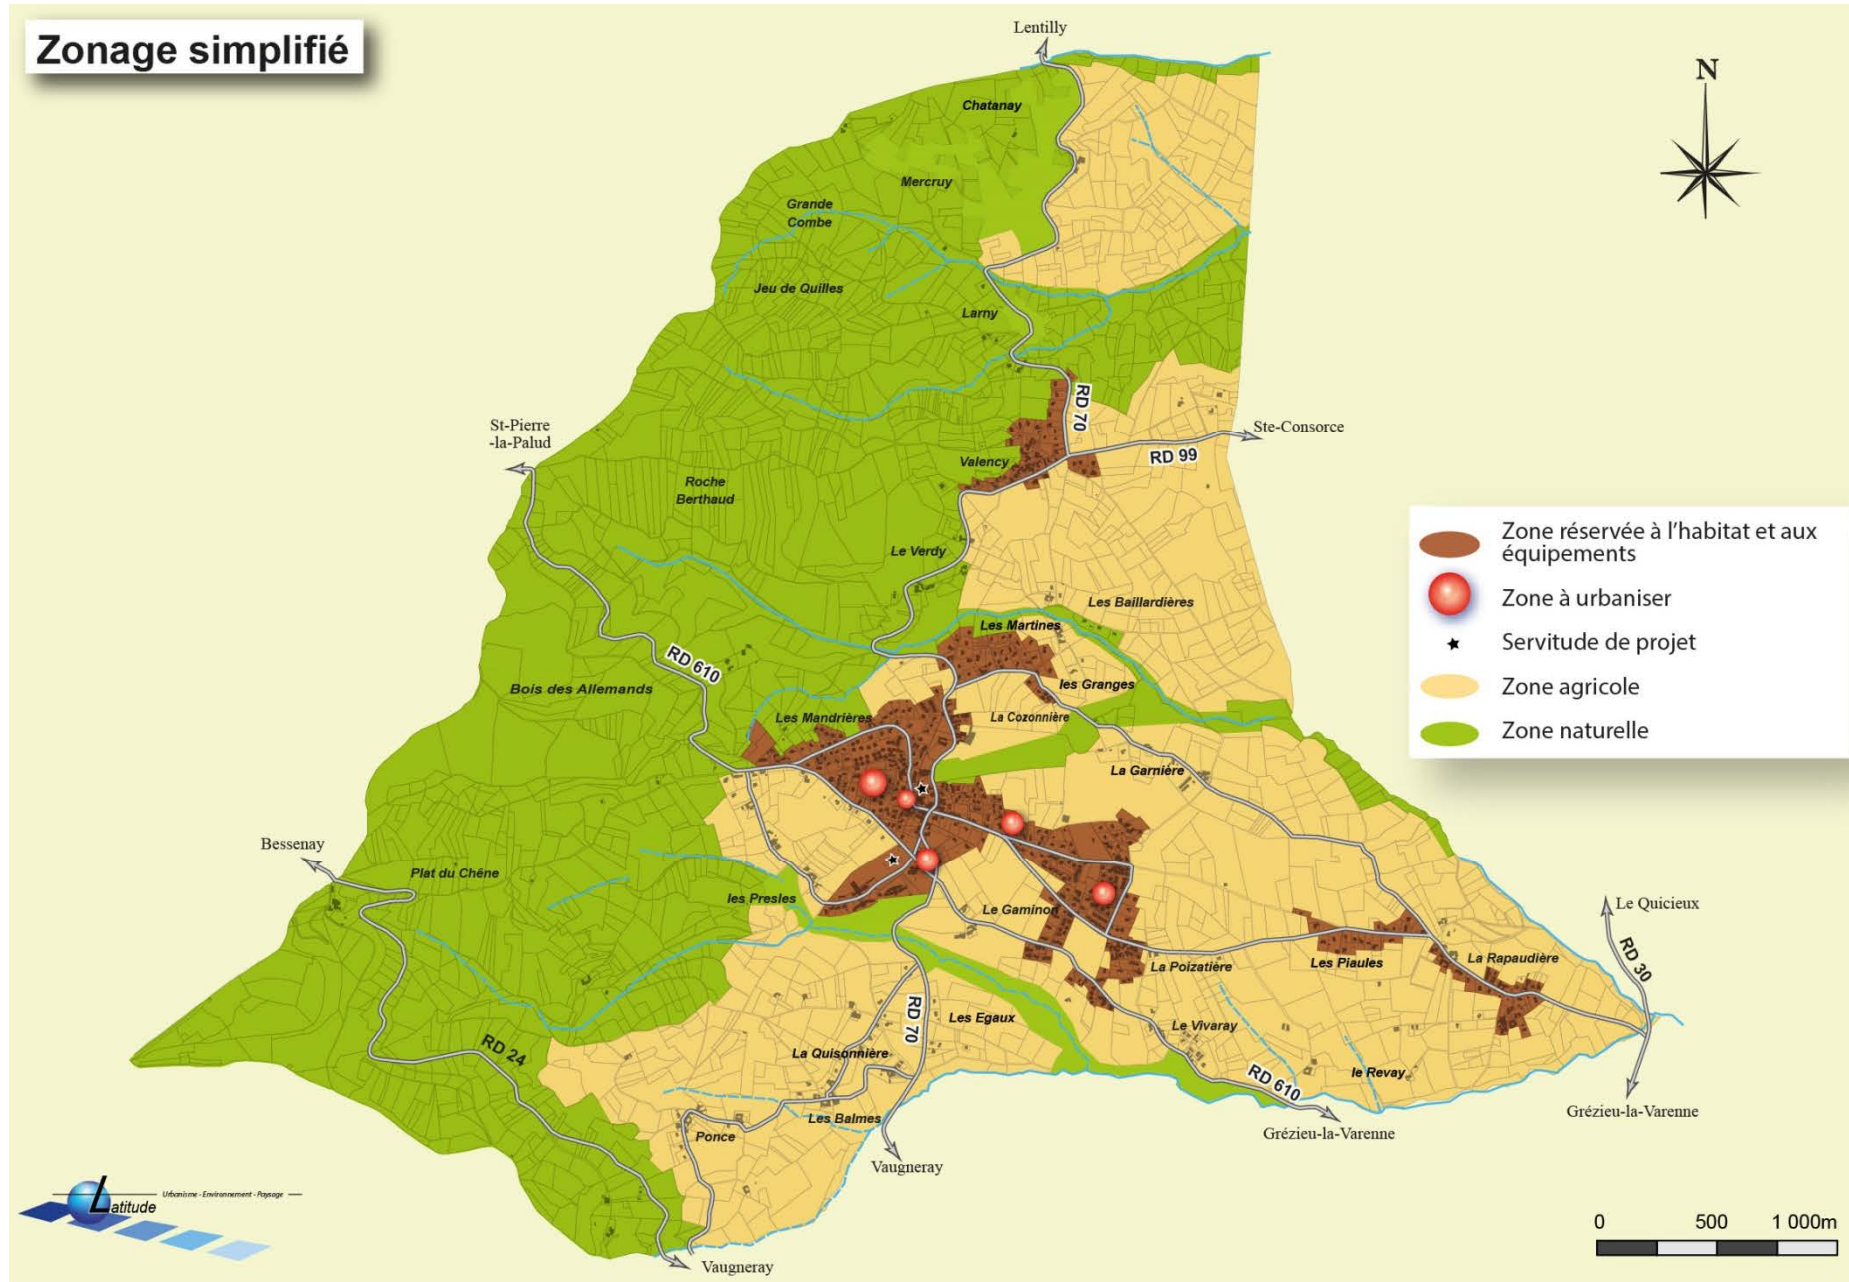 Zonage simplifié
Lentilly
N
Chatanay
Mercruy
Grande
Combe
Jeu de Quilles
Larny
RD 70
St-Pierre
-la-Palud
Ste-Consorce
RD 99
Valency
Roche
Berthaud
Le Verdy
Zone réservée à l'habitat et aux
équipements
Zone à urbaniser
Servitude de projet
Zone agricole
Zone naturelle
Les Baillardières
Les Martines
RD 610
Bois des Allemands
les Granges
Les Mandrières
La Cozonnière
La Garnière
Bessenay
Plat du Chêne
les Presles
Le Gaminon
Le Quicieux
RD 30
La Poizatière
Les Piaules
La Rapaudière
RD 70
Les Egaux
Le Vivaray
RD 24
La Quisonnière
le Revay
RD 610
Les Balmes
Ponce
Grézieu-la-Varenne
Grézieu-la-Varenne
Vaugneray
Latitude
Urbanisme - Environnement - Paysage
Vaugneray
0 500 1 000m